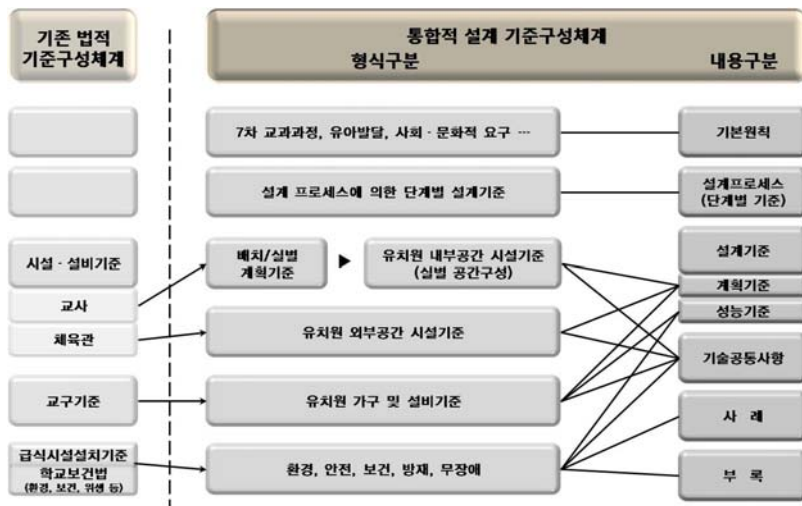 기존 법적
기준구성체계
통합적 설계 기준구성체계
형식구분
내용구분
7차 교과과정, 유아발달, 사회 · 문화적 요구 …
기본원칙
설계 프로세스에 의한 단계별 설계기준
설계프로세스
(단계별 기준)
시설 · 설비기준
교사
체육관
배치/실별
계획기준
▶
유치원 내부공간 시설기준
(실별 공간구성)
설계기준
계획기준
성능기준
유치원 외부공간 시설기준
기술공통사항
교구기준
유치원 가구 및 설비기준
사 례
급식시설설치기준
학교보건법
(환경, 보건, 위생 등)
환경, 안전, 보건, 방재, 무장애
부 록